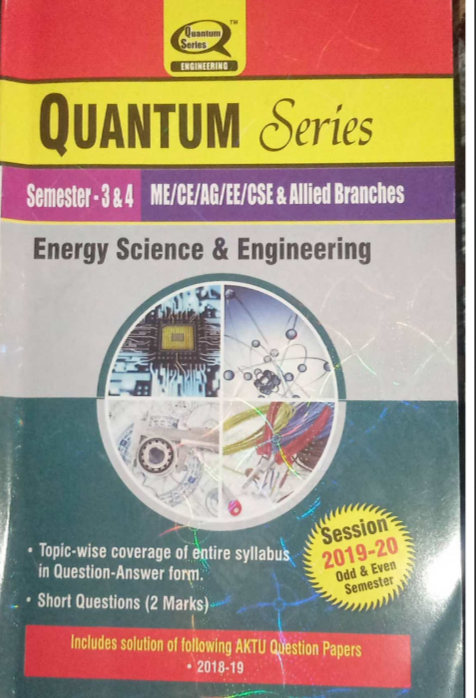 Quantum
Series
TM
ENGINEERING
QUANTUM Series
Semester - 3 & 4 ME/CE/AG/EE/CSE & Allied Branches
Energy Science & Engineering
• Topic-wise coverage of entire syllabus
in Question-Answer form.
• Short Questions (2 Marks)
Session
2019-20
Odd & Even
Semester
Includes solution of following AKTU Question Papers
• 2018-19